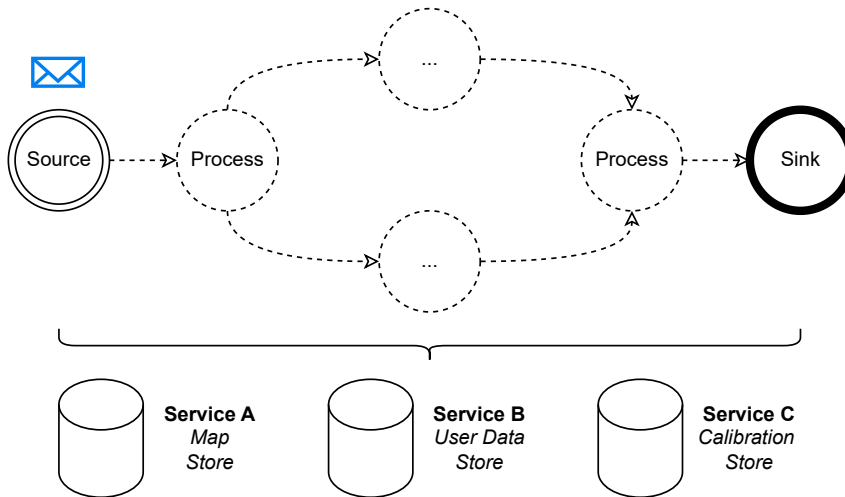 ...
Source
Process
Process
Sink
...
Service A
Map
Store
Service B
User Data
Store
Service C
Calibration
Store